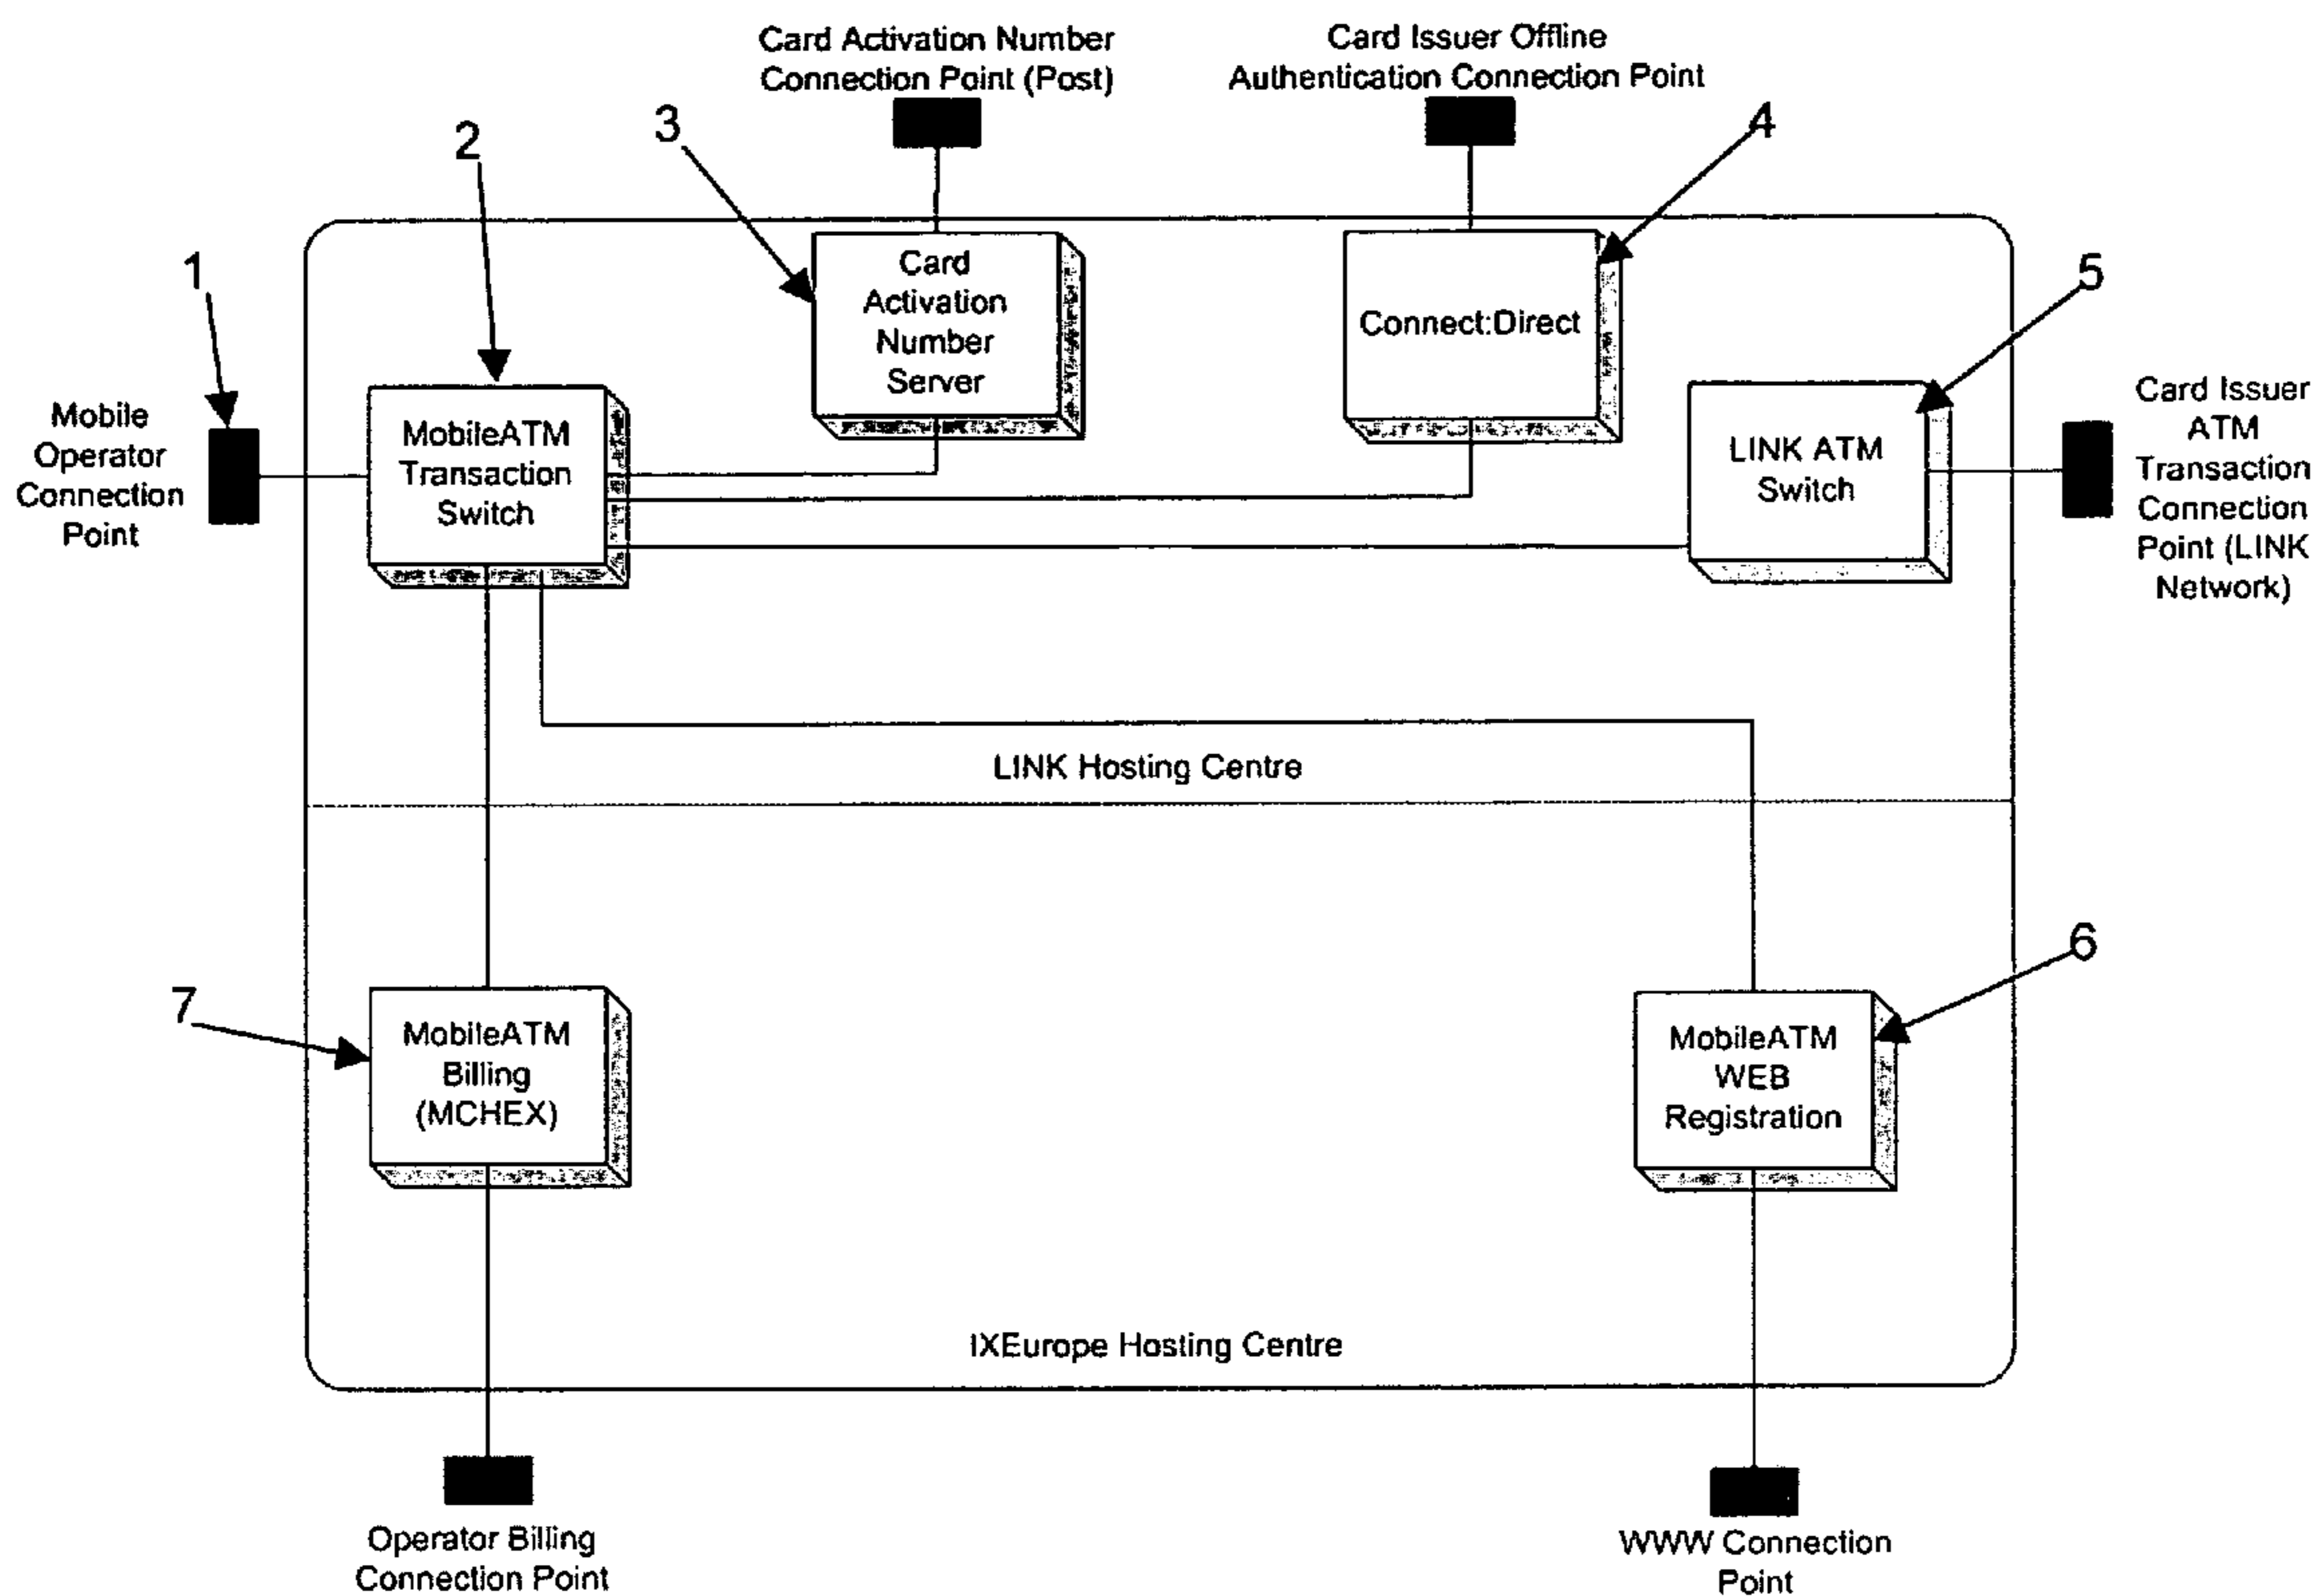 Card Activation Number
Connection Point (Post)
Card Issuer Offline
Authentication Connection Point
3
4
2
1
5
Card
Activation
Number
Server
Connect:Direct
Mobile
Operator
Connection
Point
MobileATM
Transaction
Switch
LINK ATM
Switch
Card Issuer
ATM
Transaction
Connection
Point (LINK
Network)
LINK Hosting Centre
6
7
MobileATM
Billing
(MCHEX)
MobileATM
WEB
Registration
IXEurope Hosting Centre
Operator Billing
Connection Point
WWW Connection
Point